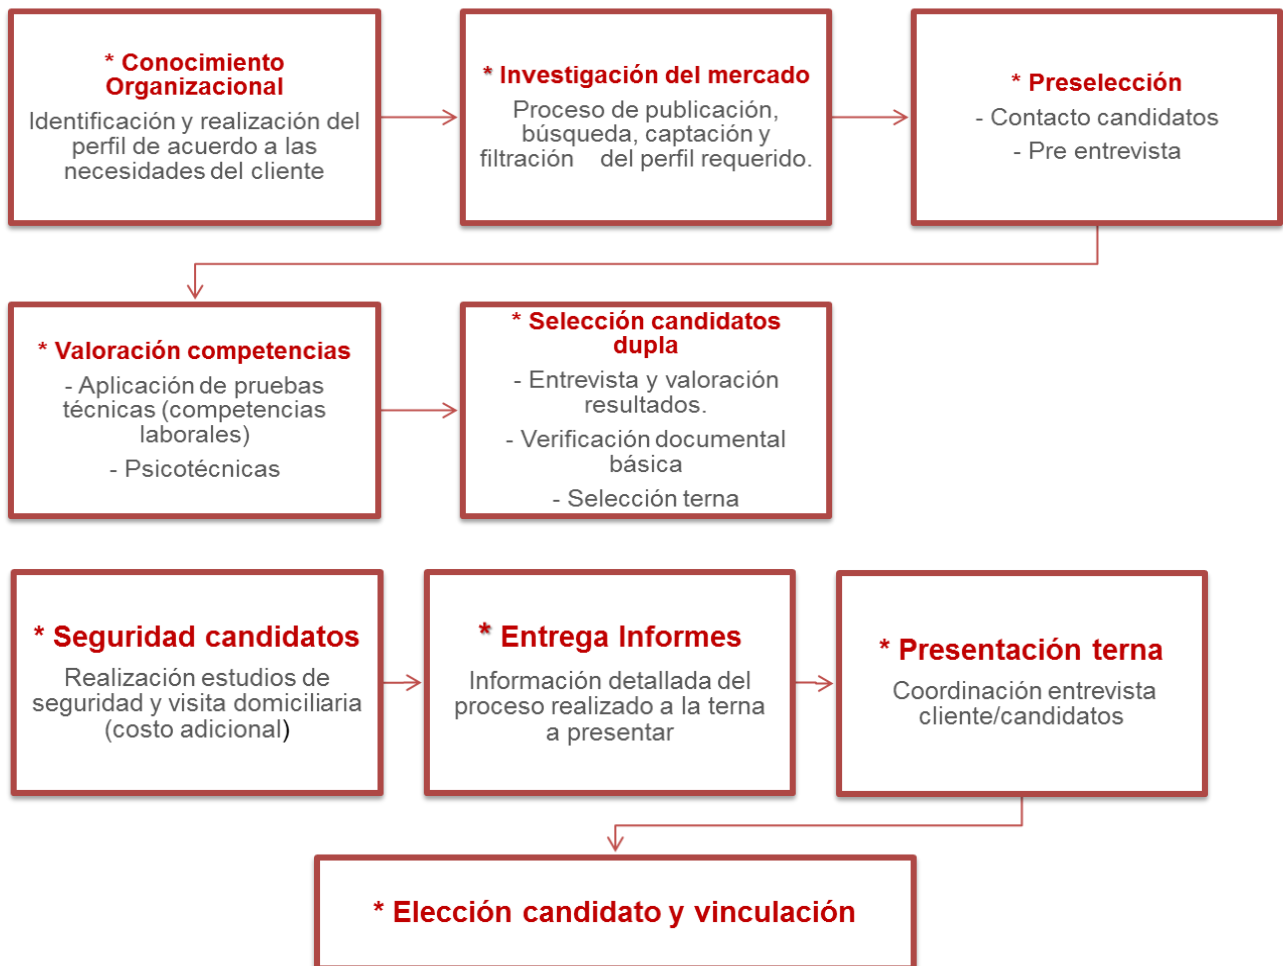 * Conocimiento
Organizacional
Identificación y realización del
perfil de acuerdo a las
necesidades del cliente
* Investigación del mercado
Proceso de publicación,
búsqueda, captación y
filtración del perfil requerido.
* Preselección
- Contacto candidatos
- Pre entrevista
* Valoración competencias
- Aplicación de pruebas
técnicas (competencias
laborales)
- Psicotécnicas
* Selección candidatos
dupla
- Entrevista y valoración
resultados.
- Verificación documental
básica
- Selección terna
* Seguridad candidatos
Realización estudios de
seguridad y visita domiciliaria
(costo adicional)
* Entrega Informes
Información detallada del
proceso realizado a la terna
a presentar
* Presentación terna
Coordinación entrevista
cliente/candidatos
* Elección candidato y vinculación